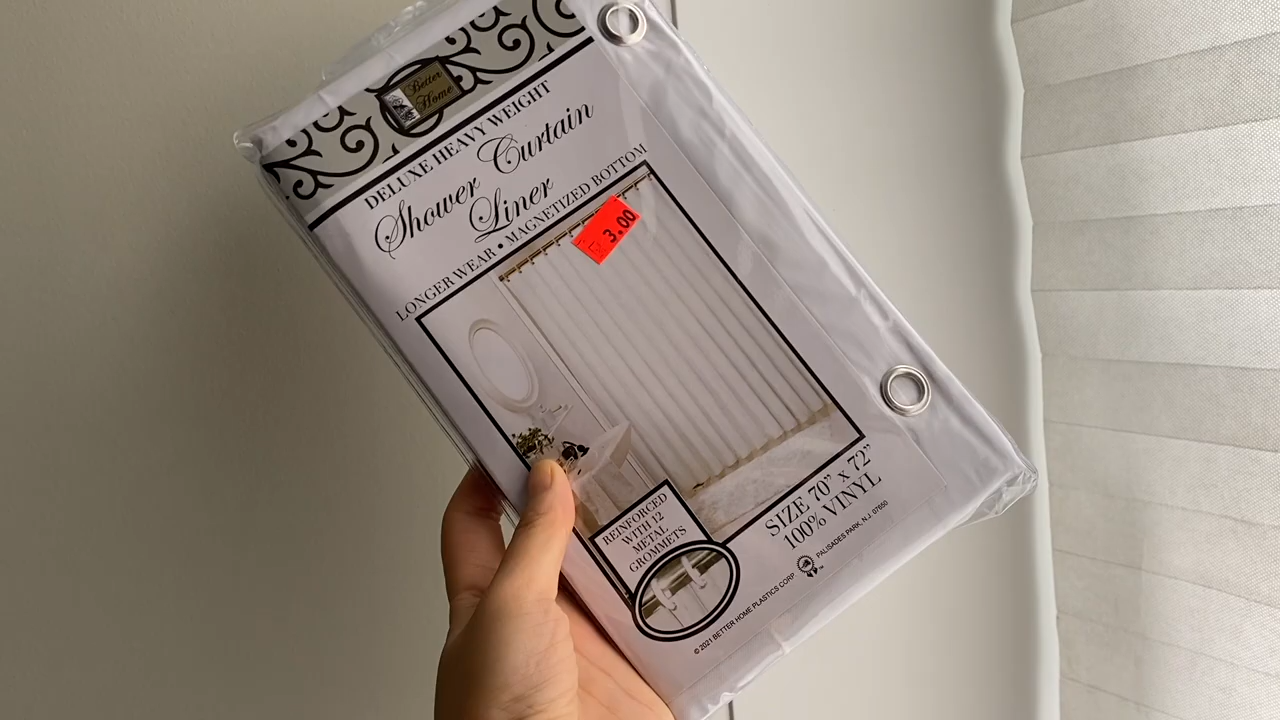 Better
Home
DELUXE HEAVY WEIGHT
Shower Curtain
Liner
LONGER WEAR • MAGNETIZED BOTTOM
3.00
REINFORCED
WITH 12
METAL
GROMMETS
SIZE 70" x 72"
100% VINYL
© 2021 BETTER HOME PLASTICS CORP PALISADES PARK, N.J. 07650